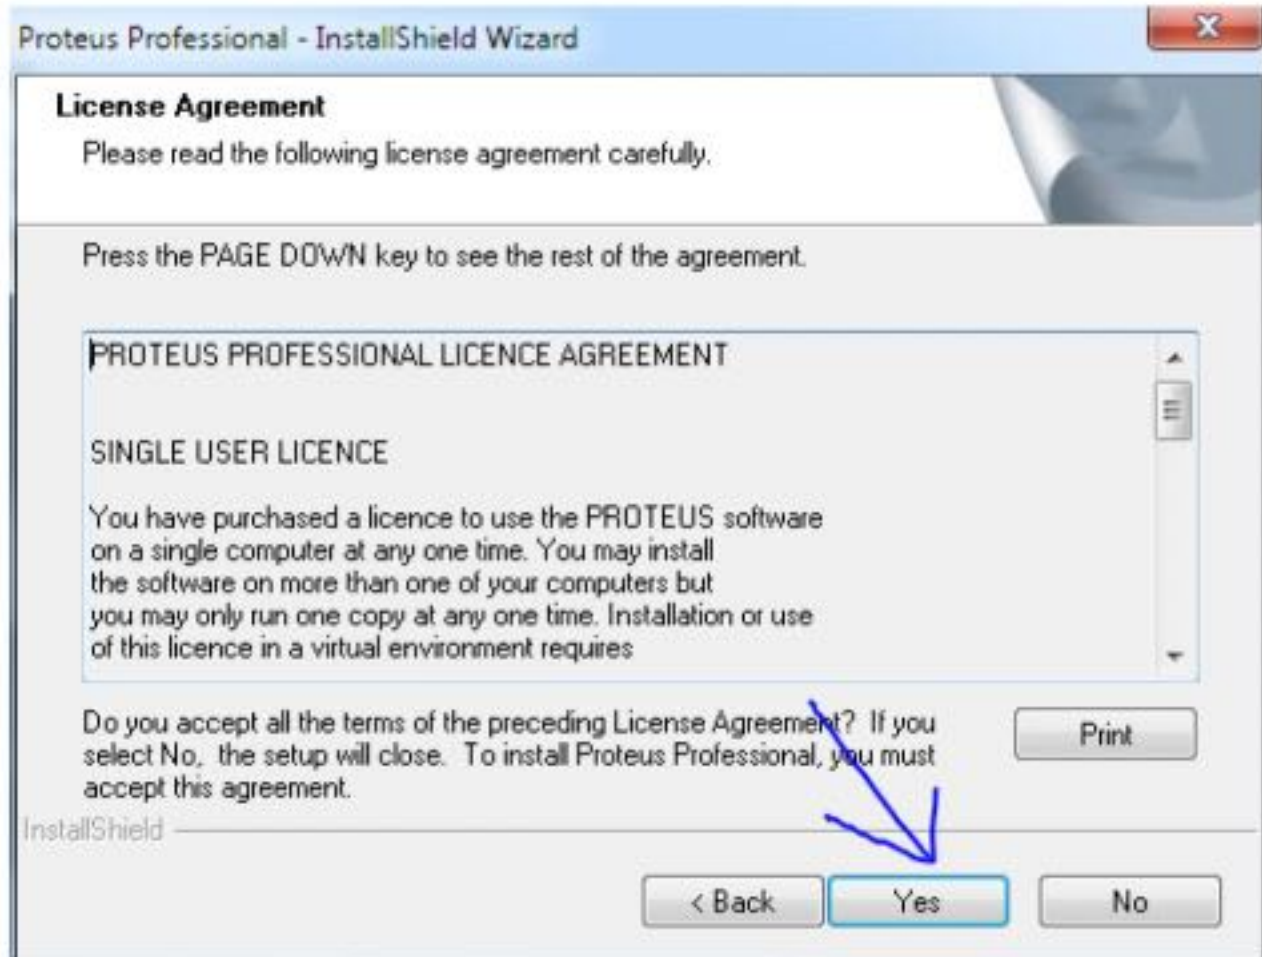 Proteus Professional - InstallShield Wizard
License Agreement
Please read the following license agreement carefully.
Press the PAGE DOWN key to see the rest of the agreement.
PROTEUS PROFESSIONAL LICENCE AGREEMENT
SINGLE USER LICENCE
You have purchased a licence to use the PROTEUS software
on a single computer at any one time. You may install
the software on more than one of your computers but
you may only run one copy at any one time. Installation or use
of this licence in a virtual environment requires
Do you accept all the terms of the preceding License Agreement? If you
select No, the setup will close. To install Proteus Professional, you must
accept this agreement.
Print
InstallShield
< Back
Yes
No